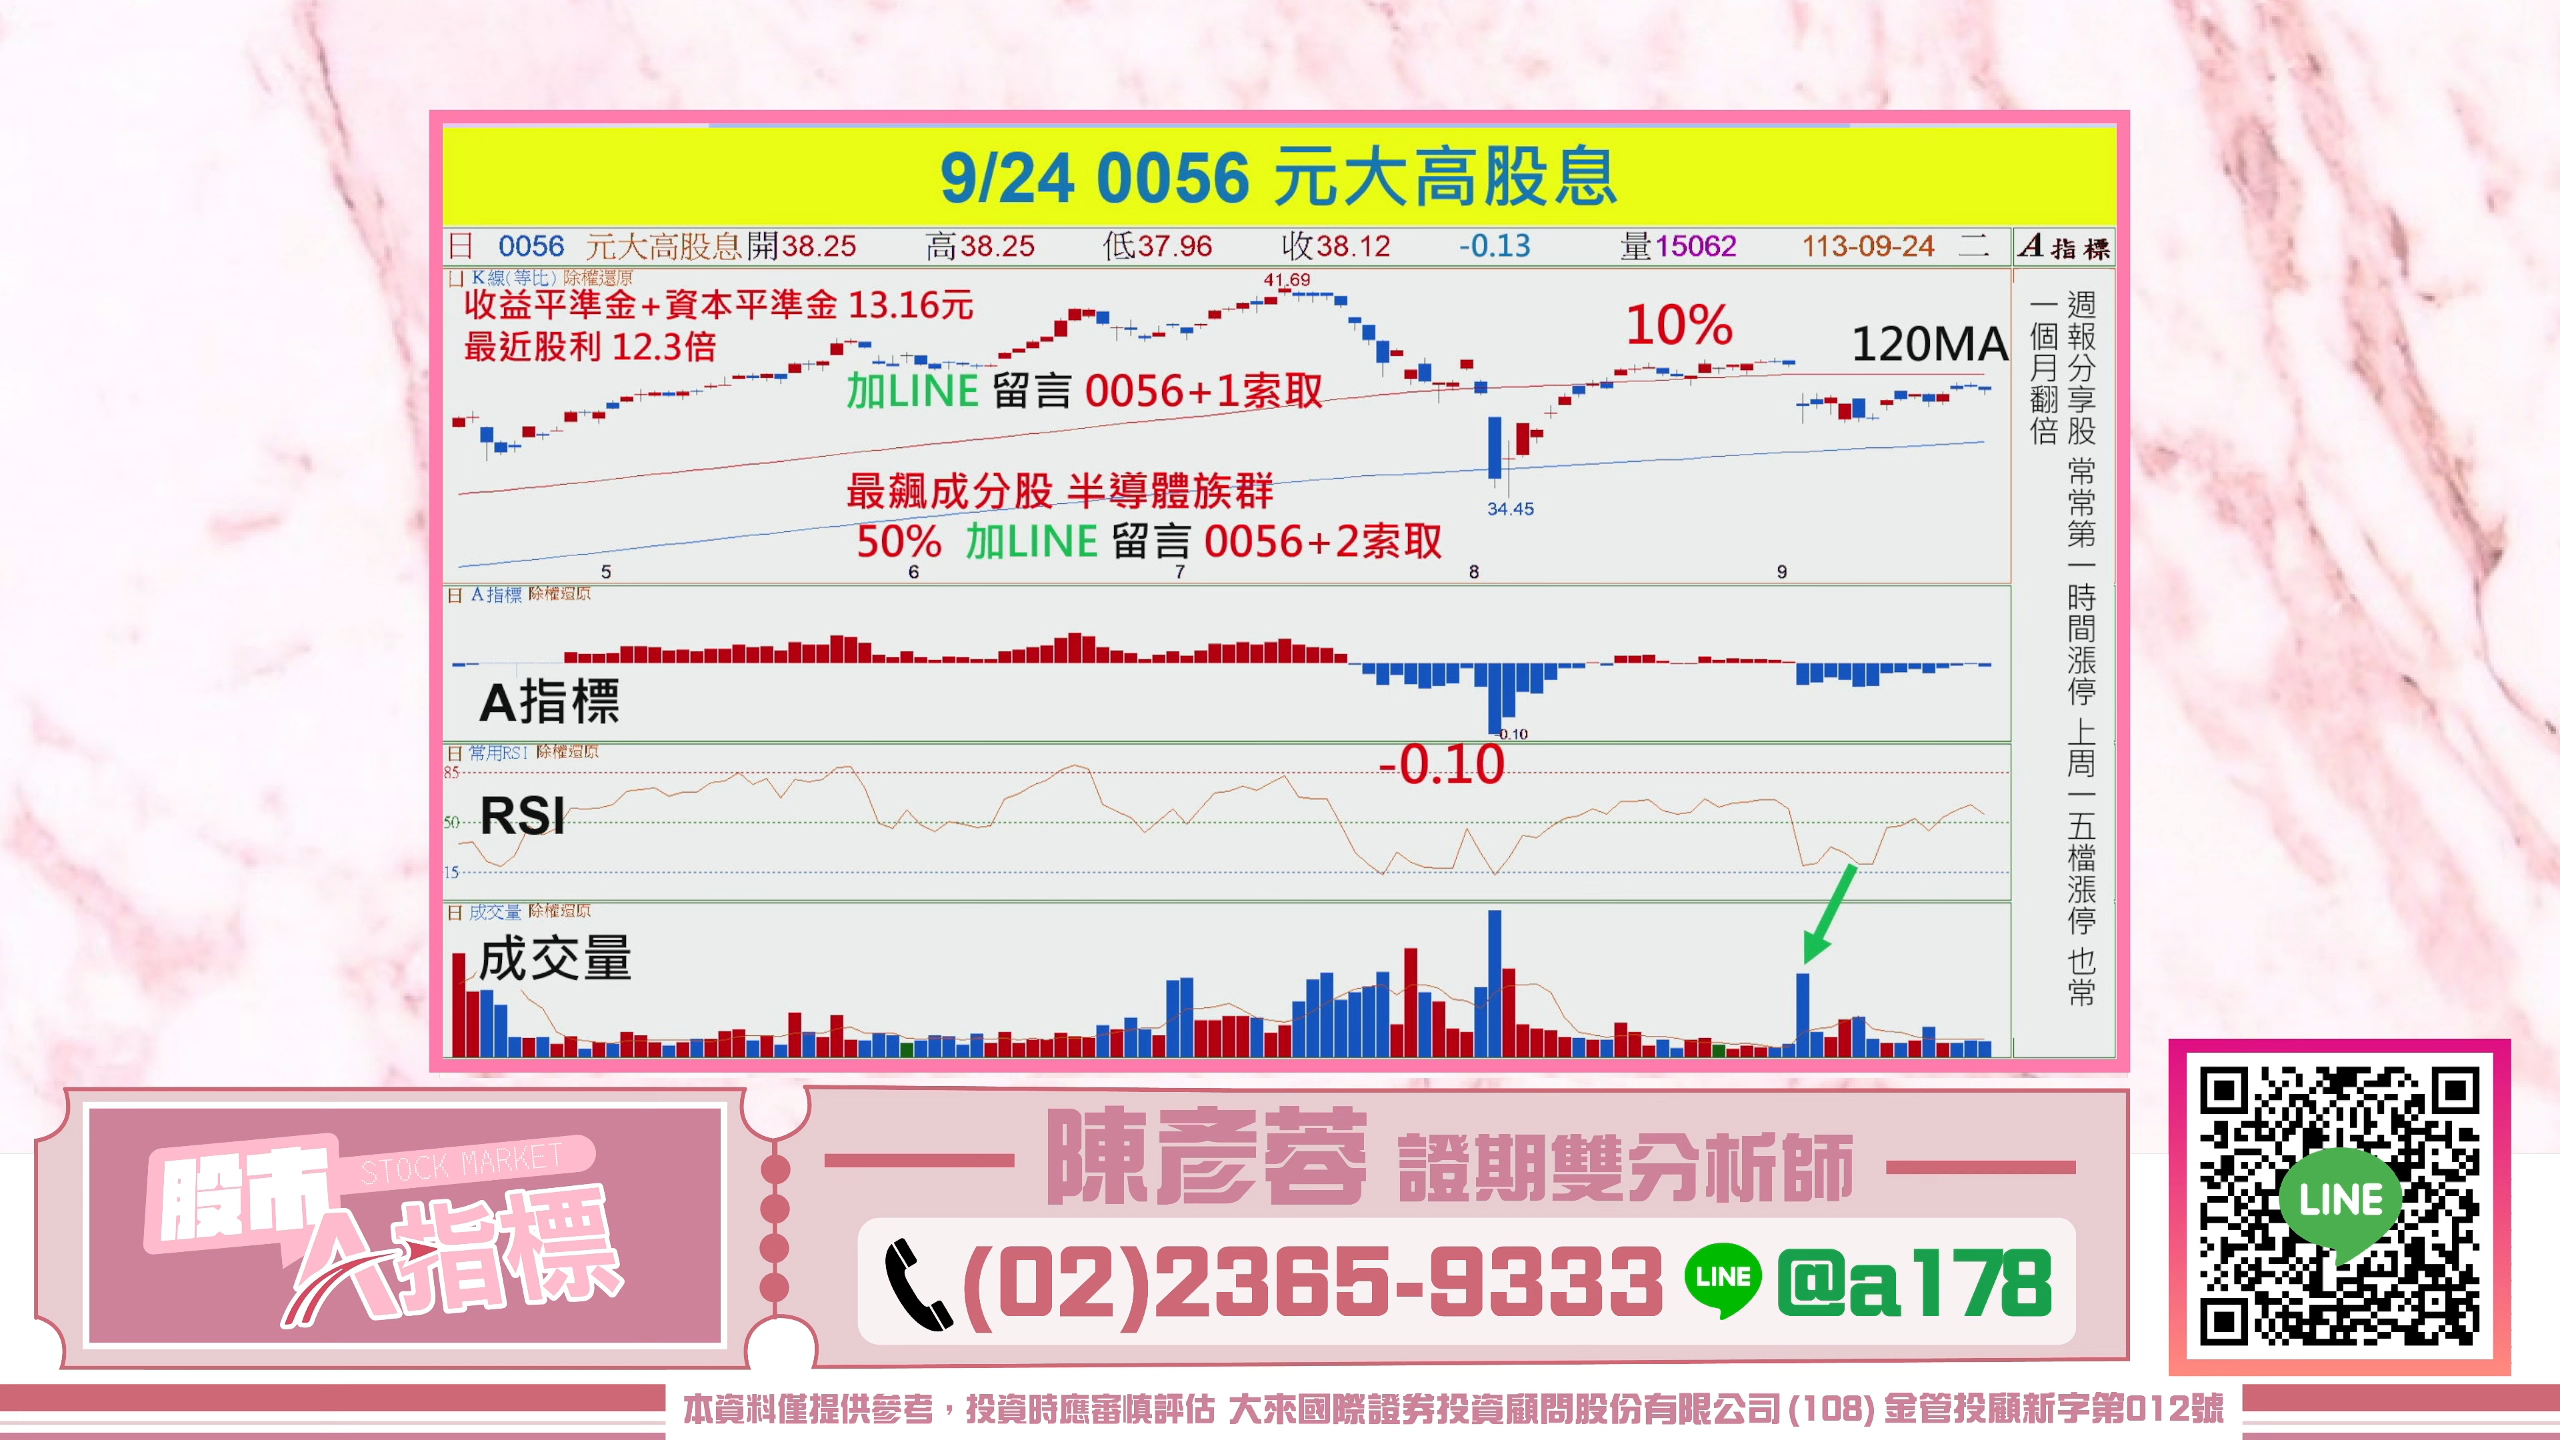 9/24 0056 元大高股息
日 0056 元大高股息 開38.25 高38.25 低37.96 收38.12 -0.13 量15062 113-09-24 二 A指標
日 K線(等比) 除權還原
41.69
收益平準金+資本平準金 13.16元
最近股利 12.3倍
10%
120MA
加LINE 留言 0056+1索取
最飆成分股 半導體族群
50% 加LINE 留言 0056+2索取
34.45
5 6 7 8 9
週報分享股 常常第一時間漲停 上周一五檔漲停 也常
一個月翻倍
日 A指標 除權還原
A指標
-0.10
-0.10
日 常用RSI 除權還原
85
RSI
50
15
日 成交量 除權還原
成交量
股市 STOCK MARKET
A指標
陳彥蓉 證期雙分析師
(02)2365-9333 LINE @a178
LINE
本資料僅提供參考，投資時應審慎評估 大來國際證券投資顧問股份有限公司 (108) 金管投顧新字第012號